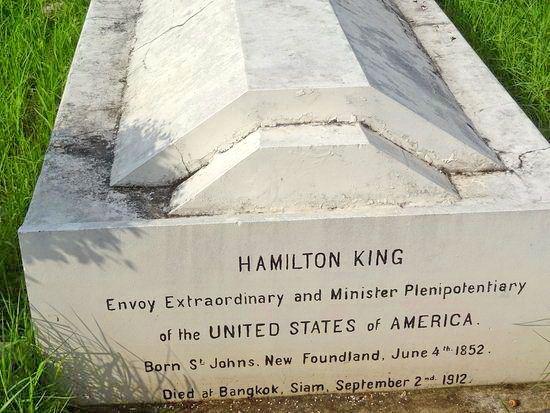 HAMILTON KING
Envoy Extraordinary and Minister Plenipotentiary
of the UNITED STATES of AMERICA.
Born St. Johns. New Foundland, June 4th. 1852.
Died at Bangkok, Siam, September 2nd. 1912.